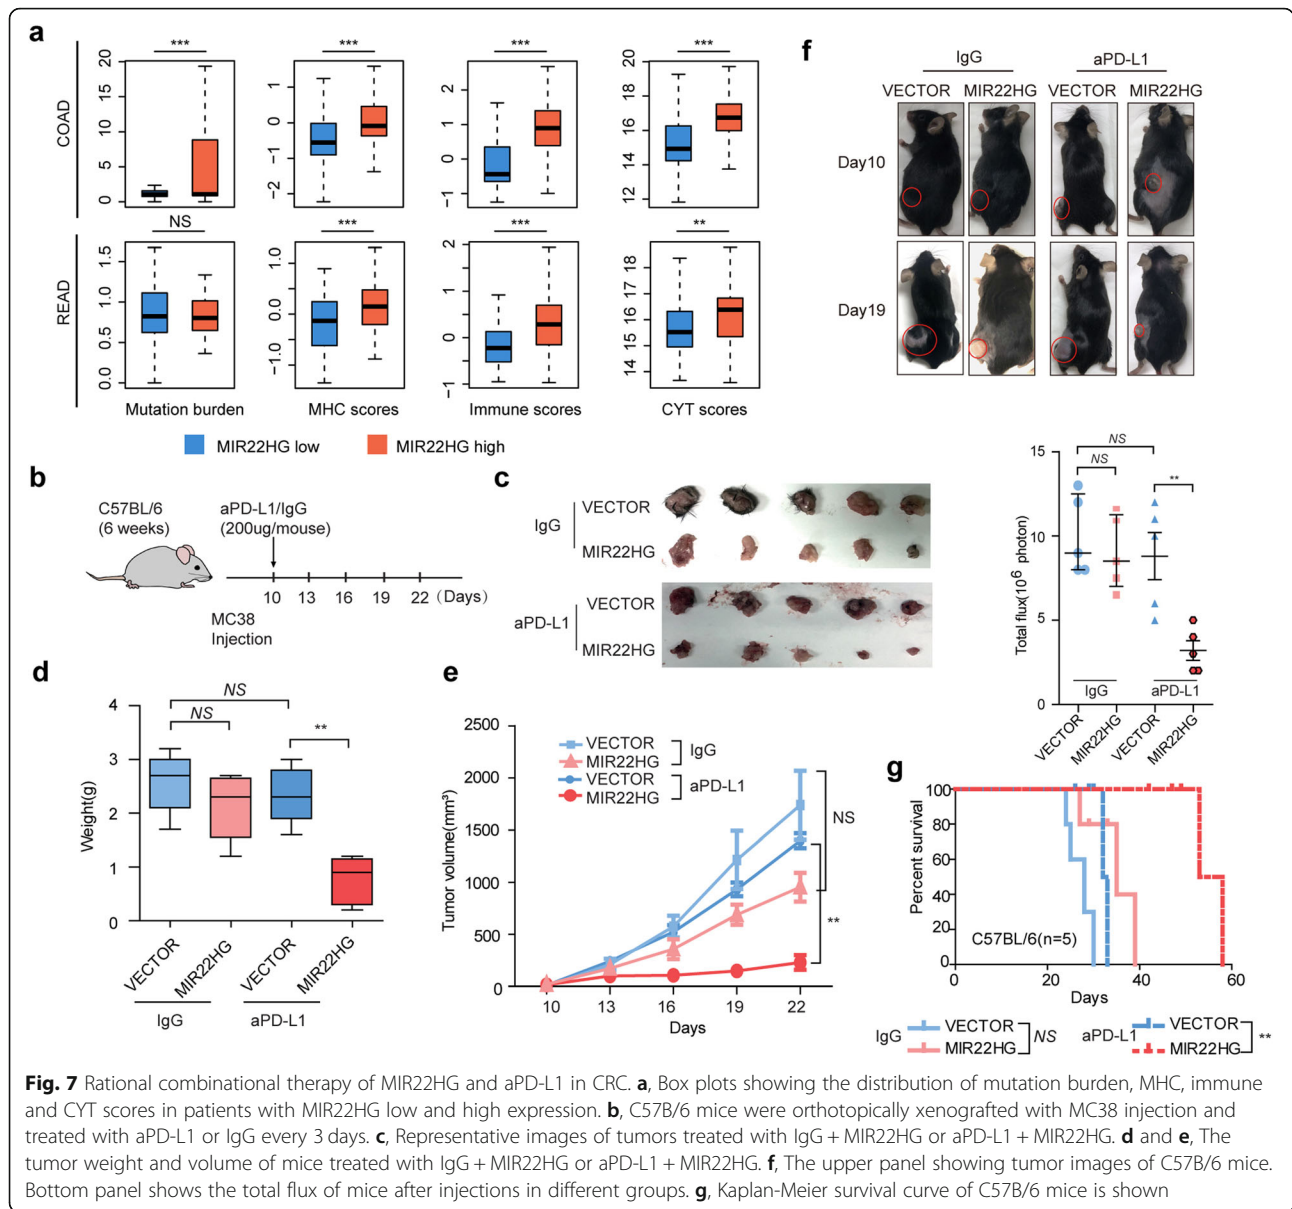 a
COAD
READ
***
***
***
***
20
15
10
5
0
1
0
−1
−2
2
1
0
−1
20
18
16
14
12
NS
***
***
**
1.5
1.0
0.5
0.0
1.0
0.0
−1.0
2
1
0
−1
18
17
16
15
14
Mutation burden
MHC scores
Immune scores
CYT scores
MIR22HG low
MIR22HG high
b
C57BL/6
(6 weeks)
aPD-L1/IgG
(200ug/mouse)
10 13 16 19 22 (Days)
MC38
Injection
c
IgG
VECTOR
MIR22HG
aPD-L1
VECTOR
MIR22HG
d
NS
NS
**
Weight(g)
4
3
2
1
0
VECTOR
MIR22HG
VECTOR
MIR22HG
IgG
aPD-L1
e
Tumor volume(mm³)
2500
2000
1500
1000
500
0
VECTOR
MIR22HG
IgG
VECTOR
MIR22HG
aPD-L1
NS
**
10 13 16 19 22
Days
f
IgG aPD-L1
VECTOR MIR22HG VECTOR MIR22HG
Day10
Day19
NS
NS
**
Total flux(10⁶ photon)
15
10
5
0
IgG
aPD-L1
VECTOR
MIR22HG
VECTOR
MIR22HG
g
Percent survival
100
80
60
40
20
0
C57BL/6(n=5)
0 20 40 60
Days
IgG
VECTOR
MIR22HG
NS
aPD-L1
VECTOR
MIR22HG
**
Fig. 7 Rational combinational therapy of MIR22HG and aPD-L1 in CRC. a, Box plots showing the distribution of mutation burden, MHC, immune
and CYT scores in patients with MIR22HG low and high expression. b, C57B/6 mice were orthotopically xenografted with MC38 injection and
treated with aPD-L1 or IgG every 3 days. c, Representative images of tumors treated with IgG + MIR22HG or aPD-L1 + MIR22HG. d and e, The
tumor weight and volume of mice treated with IgG + MIR22HG or aPD-L1 + MIR22HG. f, The upper panel showing tumor images of C57B/6 mice.
Bottom panel shows the total flux of mice after injections in different groups. g, Kaplan-Meier survival curve of C57B/6 mice is shown